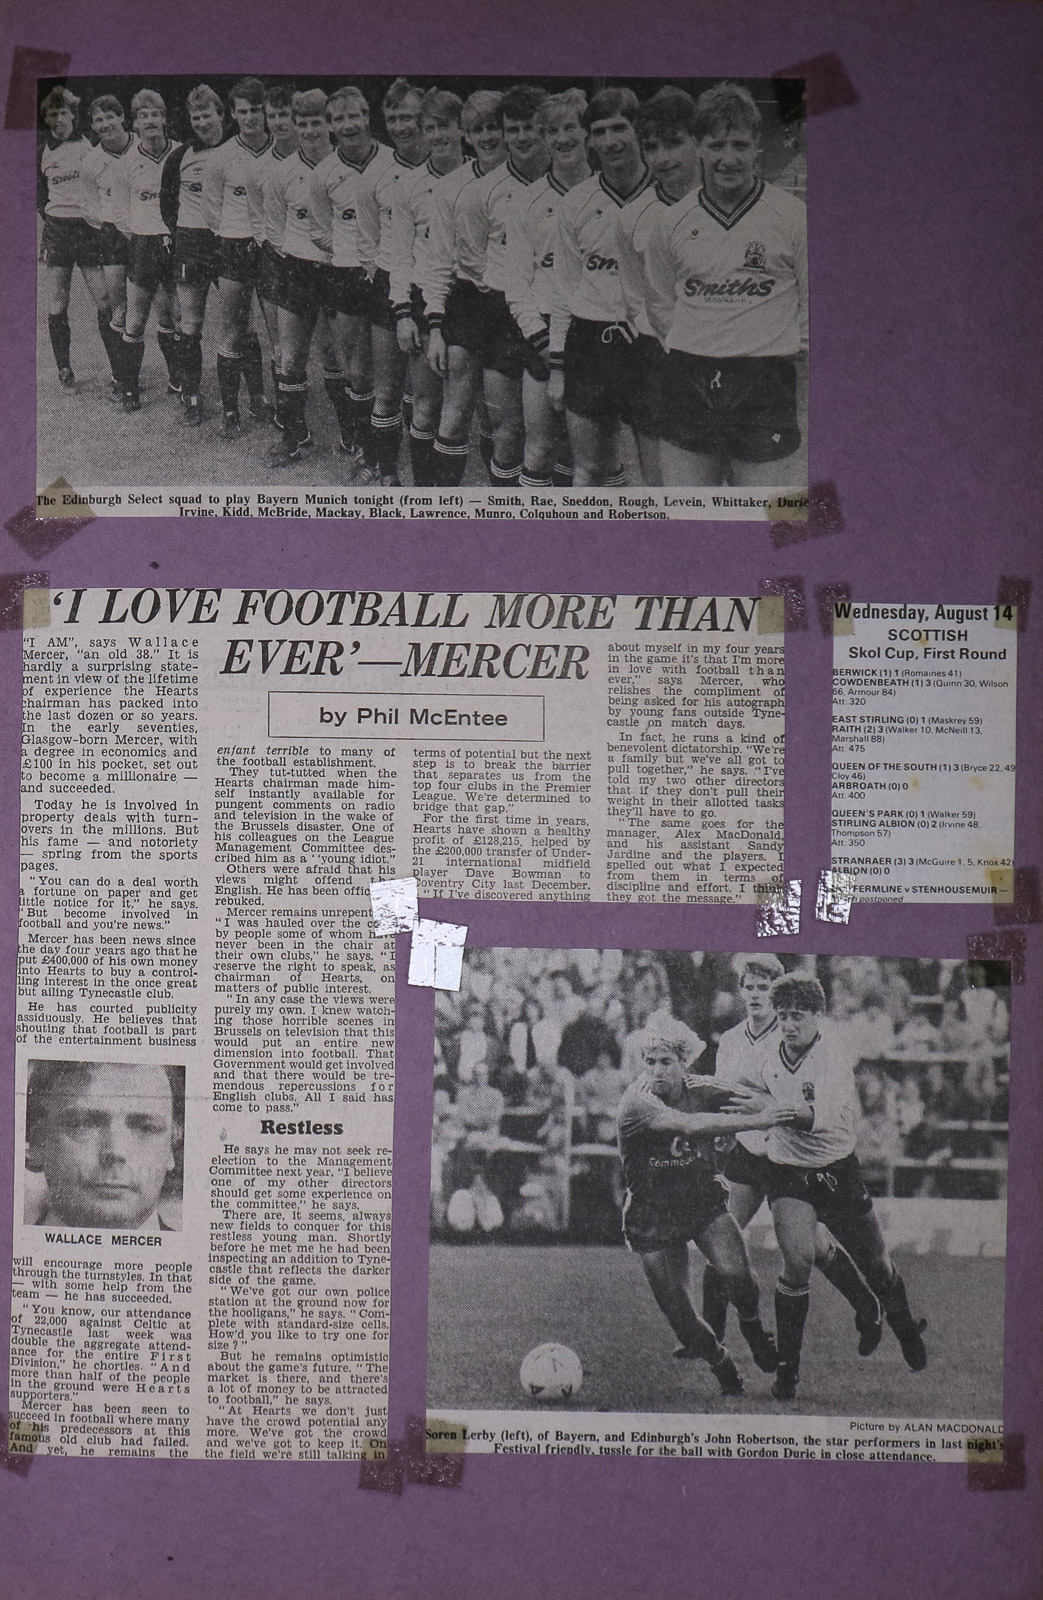 Smiths
The Edinburgh Select squad to play Bayern Munich tonight (from left) — Smith, Rae, Sneddon, Rough, Levein, Whittaker, Durie
Irvine, Kidd, McBride, Mackay, Black, Lawrence, Munro, Colquhoun and Robertson.
‘I LOVE FOOTBALL MORE THAN
EVER’—MERCER
by Phil McEntee
“I AM”, says Wallace
Mercer, “an old 38.” It is
hardly a surprising state-
ment in view of the lifetime
of experience the Hearts
chairman has packed into
the last dozen or so years.
In the early seventies,
Glasgow-born Mercer, with
a degree in economics and
£100 in his pocket, set out
to become a millionaire —
and succeeded.
Today he is involved in
property deals with turn-
overs in the millions. But
his fame — and notoriety
— spring from the sports
pages.
“You can do a deal worth
a fortune on paper and get
little notice for it,” he says.
“But become involved in
football and you're news.”
Mercer has been news since
the day four years ago that he
put £400,000 of his own money
into Hearts to buy a control-
ling interest in the once great
but ailing Tynecastle club.
He has courted publicity
assiduously. He believes that
shouting that football is part
of the entertainment business
WALLACE MERCER
will encourage more people
through the turnstyles. In that
— with some help from the
team — he has succeeded.
“You know, our attendance
of 22,000 against Celtic at
Tynecastle last week was
double the aggregate attend-
ance for the entire First
Division,” he chortles. “And
more than half of the people
in the ground were Hearts
supporters.”
Mercer has been seen to
succeed in football where many
of his predecessors at this
famous old club had failed.
And yet, he remains the
enfant terrible to many of
the football establishment.
They tut-tutted when the
Hearts chairman made him-
self instantly available for
pungent comments on radio
and television in the wake of
the Brussels disaster. One of
his colleagues on the League
Management Committee des-
cribed him as a “young idiot.”
Others were afraid that his
views might offend the
English. He has been offic
rebuked.
Mercer remains unrepent
“I was hauled over the co
by people some of whom have
never been in the chair at
their own clubs,” he says. “I
reserve the right to speak, as
chairman of Hearts, on
matters of public interest.
“In any case the views were
purely my own. I knew watch-
ing those horrible scenes in
Brussels on television that this
would put an entire new
dimension into football. That
Government would get involved
and that there would be tre-
mendous repercussions for
English clubs. All I said has
come to pass.”
Restless
He says he may not seek re-
election to the Management
Committee next year. “I believe
one of my other directors
should get some experience on
the committee,” he says.
There are, it seems, always
new fields to conquer for this
restless young man. Shortly
before he met me he had been
inspecting an addition to Tyne-
castle that reflects the darker
side of the game.
“We've got our own police
station at the ground now for
the hooligans,” he says. “Com-
plete with standard-size cells.
How'd you like to try one for
size?”
But he remains optimistic
about the game's future. “The
market is there, and there's
a lot of money to be attracted
to football,” he says.
“At Hearts we don't just
have the crowd potential any
more. We've got the crowd
and we've got to keep it. On
the field we're still talking in
terms of potential but the next
step is to break the barrier
that separates us from the
top four clubs in the Premier
League. We're determined to
bridge that gap.”
For the first time in years,
Hearts have shown a healthy
profit of £128,215, helped by
the £200,000 transfer of Under-
21 international midfield
player Dave Bowman to
Coventry City last December.
“If I've discovered anything
about myself in my four years
in the game it's that I'm more
in love with football than
ever,” says Mercer, who
relishes the compliment of
being asked for his autograph
by young fans outside Tyne-
castle on match days.
In fact, he runs a kind of
benevolent dictatorship. “We're
a family but we've all got to
pull together,” he says. “I've
told my two other directors
that if they don't pull their
weight in their allotted tasks
they'll have to go.
“The same goes for the
manager, Alex MacDonald,
and his assistant Sandy
Jardine and the players. I
spelled out what I expected
from them in terms of
discipline and effort. I think
they got the message.”
Wednesday, August 14
SCOTTISH
Skol Cup, First Round
BERWICK (1) 1 (Romaines 41)
COWDENBEATH (1) 3 (Quinn 30, Wilson
66, Armour 84)
Att: 320
EAST STIRLING (0) 1 (Maskrey 59)
RAITH (2) 3 (Walker 10, McNeill 13,
Marshall 88)
Att: 475
QUEEN OF THE SOUTH (1) 3 (Bryce 22, 49
Cloy 46)
ARBROATH (0) 0
Att: 400
QUEEN'S PARK (0) 1 (Walker 59)
STIRLING ALBION (0) 2 (Irvine 48,
Thompson 57)
Att: 350
STRANRAER (3) 3 (McGuire 1, 5, Knox 42)
ALBION (0) 0
FERMLINE v STENHOUSEMUIR —
postponed
Picture by ALAN MACDONALD
Soren Lerby (left), of Bayern, and Edinburgh's John Robertson, the star performers in last night's
Festival friendly, tussle for the ball with Gordon Durie in close attendance.